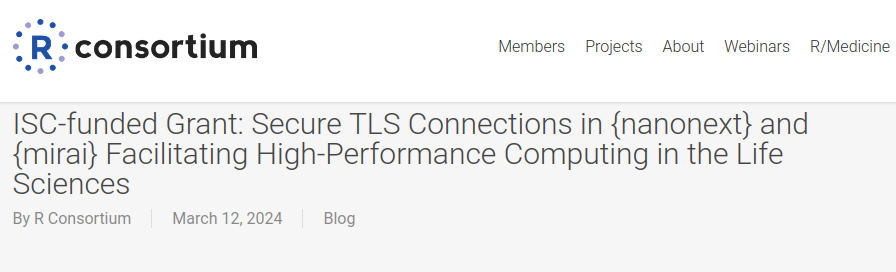 R consortium
Members Projects About Webinars R/Medicine
ISC-funded Grant: Secure TLS Connections in {nanonext} and
{mirai} Facilitating High-Performance Computing in the Life
Sciences
By R Consortium March 12, 2024 Blog